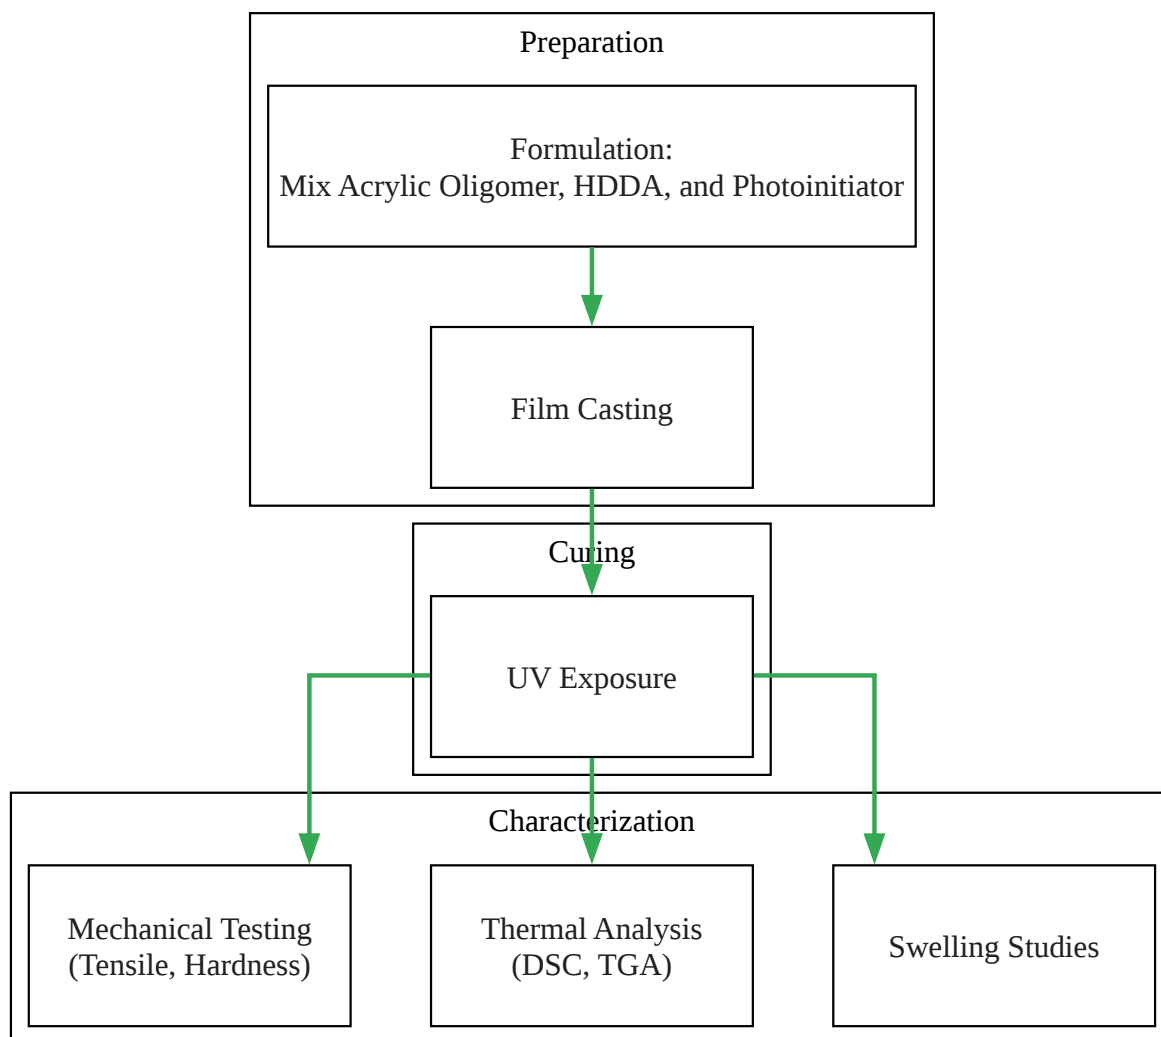 Preparation
Formulation:
Mix Acrylic Oligomer, HDDA, and Photoinitiator
Film Casting
Curing
UV Exposure
Characterization
Mechanical Testing
(Tensile, Hardness)
Thermal Analysis
(DSC, TGA)
Swelling Studies